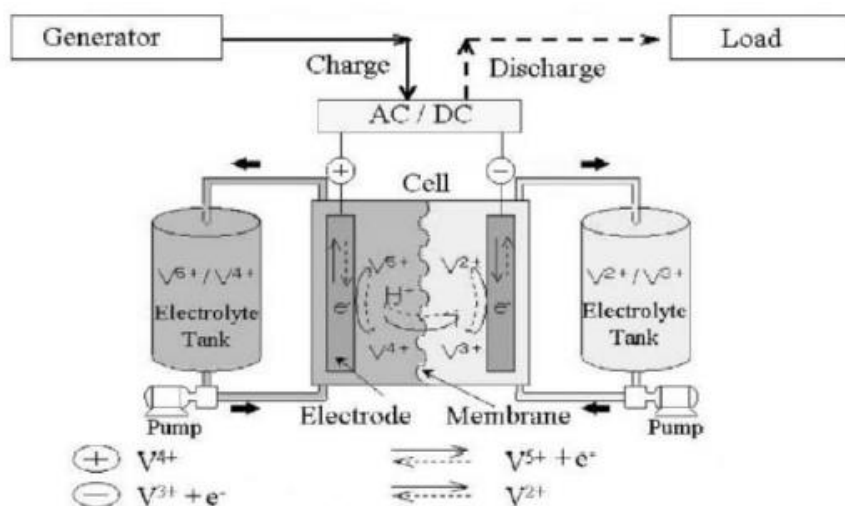 Generator
Load
Charge
Discharge
AC / DC
+
−
Cell
V5+/V4+
Electrolyte
Tank
V5+
V2+
H+
e-
e-
V4+
V3+
V2+/V3+
Electrolyte
Tank
Pump
Electrode
Membrane
Pump
+ V4+ V5+ + e-
− V3+ + e- V2+